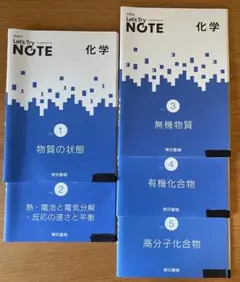 Let's Try
NOTE 化学
1
物質の状態
東京書籍
2
熱・電池と電気分解
・反応の速さと平衡
東京書籍
Let's Try
NOTE 化学
3
無機物質
東京書籍
4
有機化合物
東京書籍
5
高分子化合物
東京書籍